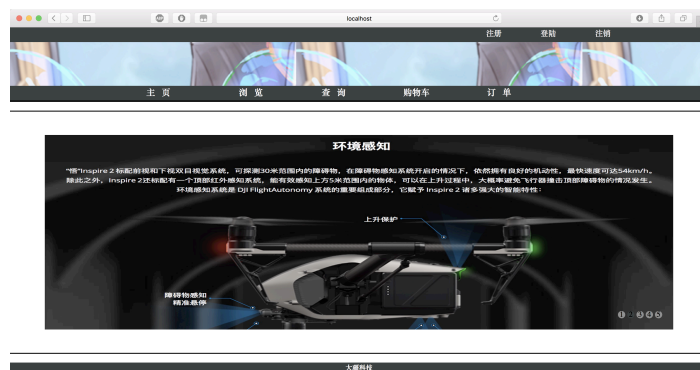 localhost
注册 登陆 注销
主 页 浏 览 查 询 购物车 订 单
环境感知
“悟”Inspire 2 标配前视和下视双目视觉系统，可探测30米范围内的障碍物，在障碍物感知系统开启的情况下，依然拥有良好的机动性，最快速度可达54km/h。
除此之外，Inspire 2还标配有一个顶部红外感知系统，能有效感知上方5米范围内的物体，可以在上升过程中，大概率避免飞行器撞击顶部障碍物的情况发生。
环境感知系统是 DJI FlightAutonomy 系统的重要组成部分，它赋予 Inspire 2 诸多强大的智能特性：
上升保护
障碍物感知
精准悬停
1 2 3 4 5
大疆科技